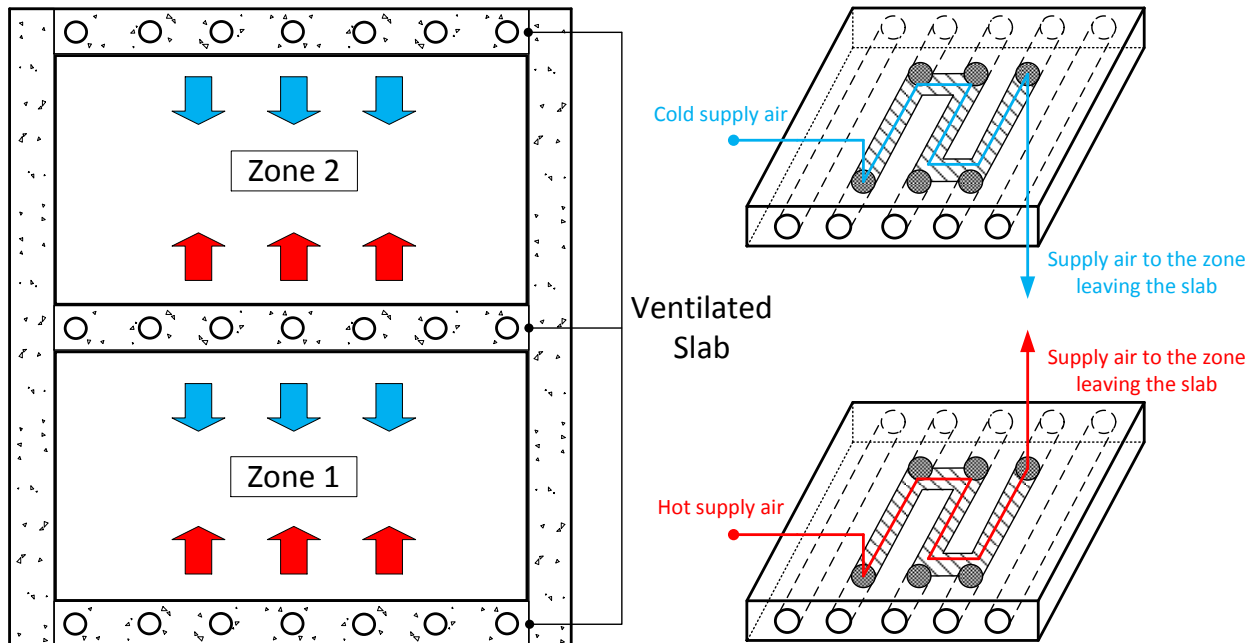 Zone 2
Zone 1
Ventilated
Slab
Cold supply air
Supply air to the zone
leaving the slab
Supply air to the zone
leaving the slab
Hot supply air